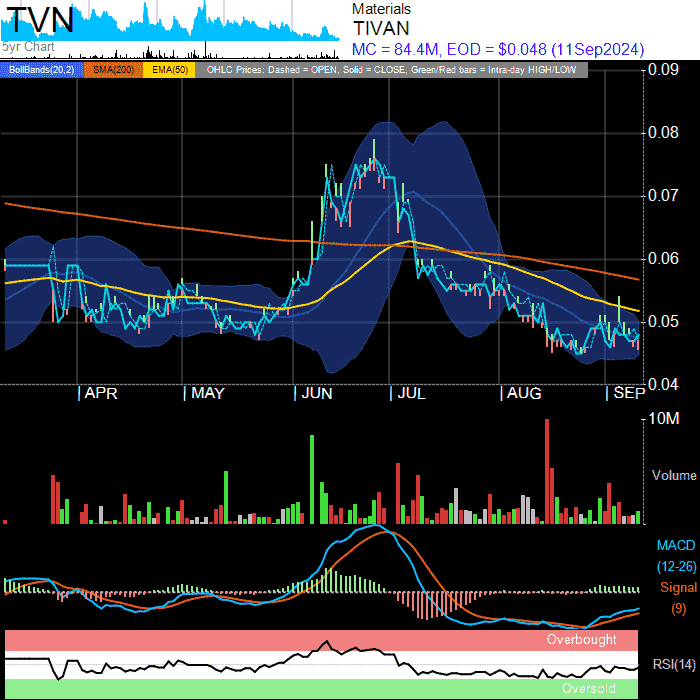 TVN
5yr Chart
Materials
TIVAN
MC = 84.4M, EOD = $0.048 (11Sep2024)
BollBands(20,2) SMA(200) EMA(50) OHLC Prices: Dashed = OPEN, Solid = CLOSE, Green/Red bars = Intra-day HIGH/LOW
0.09
0.08
0.07
0.06
0.05
0.04
| APR | MAY | JUN | JUL | AUG | SEP
10M
Volume
MACD
(12-26)
Signal
(9)
Overbought
RSI(14)
Oversold